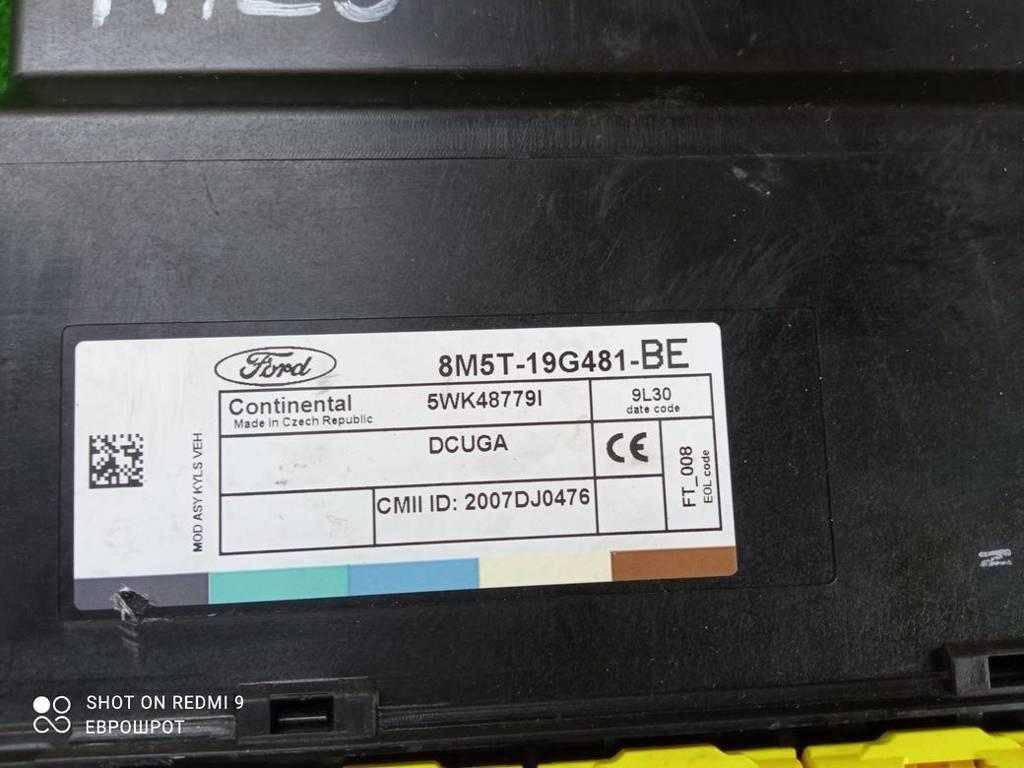 Ford
8M5T-19G481-BE
Continental
Made in Czech Republic
5WK48779I
9L30
date code
MOD ASY KYLS VEH
DCUGA
CE
FT_008
EOL code
CMII ID: 2007DJ0476
SHOT ON REDMI 9
ЕВРОШРОТ